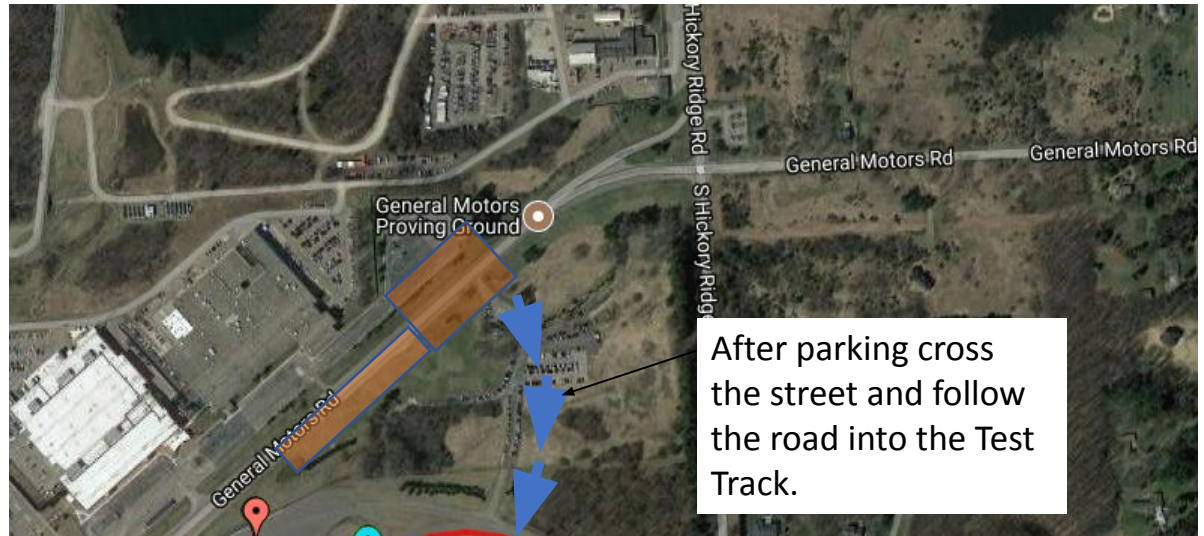 Hickory Ridge Rd
General Motors Rd
General Motors Rd
General Motors
Proving Ground
S Hickory Ridge
General Motors Rd
After parking cross
the street and follow
the road into the Test
Track.